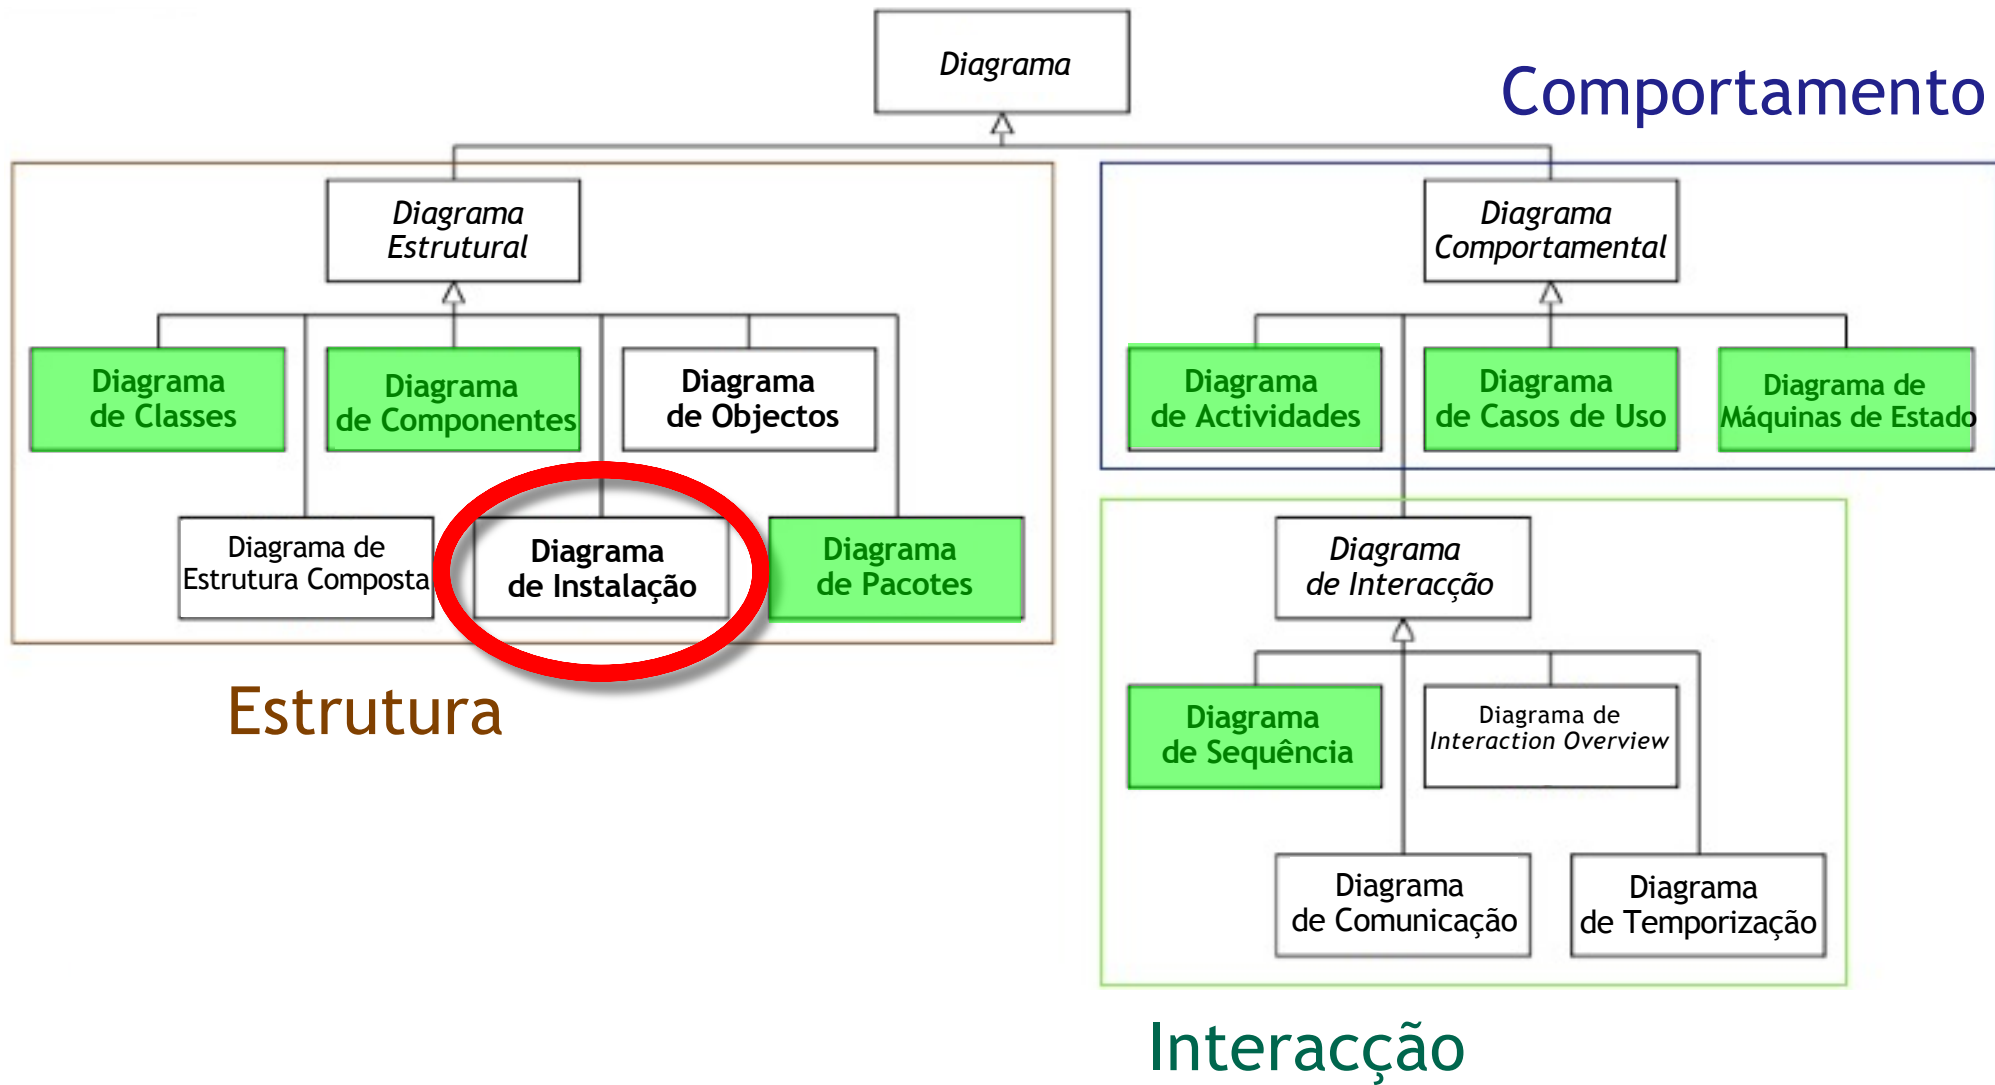 Diagrama
Comportamento
Diagrama
Estrutural
Diagrama
Comportamental
Diagrama
de Classes
Diagrama
de Componentes
Diagrama
de Objectos
Diagrama
de Actividades
Diagrama
de Casos de Uso
Diagrama de
Máquinas de Estado
Diagrama de
Estrutura Composta
Diagrama
de Instalação
Diagrama
de Pacotes
Diagrama
de Interacção
Estrutura
Diagrama
de Sequência
Diagrama de
Interaction Overview
Diagrama
de Comunicação
Diagrama
de Temporização
Interacção